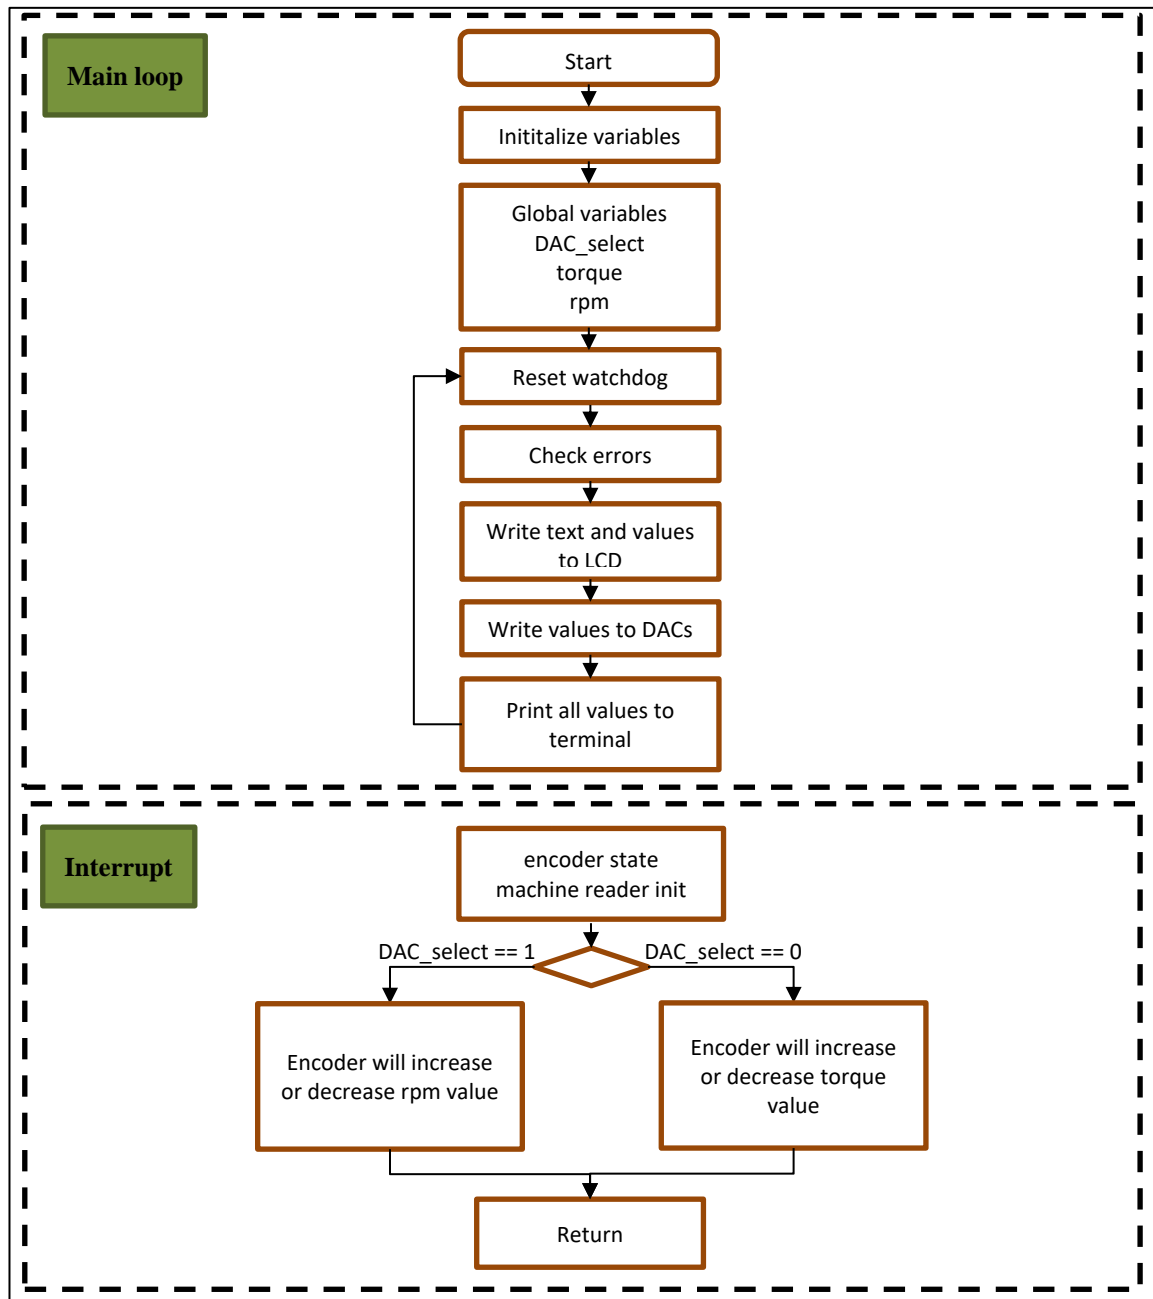 Main loop
Start
Inititalize variables
Global variables
DAC_select
torque
rpm
Reset watchdog
Check errors
Write text and values
to LCD
Write values to DACs
Print all values to
terminal
Interrupt
encoder state
machine reader init
DAC_select == 1
DAC_select == 0
Encoder will increase
or decrease rpm value
Encoder will increase
or decrease torque
value
Return